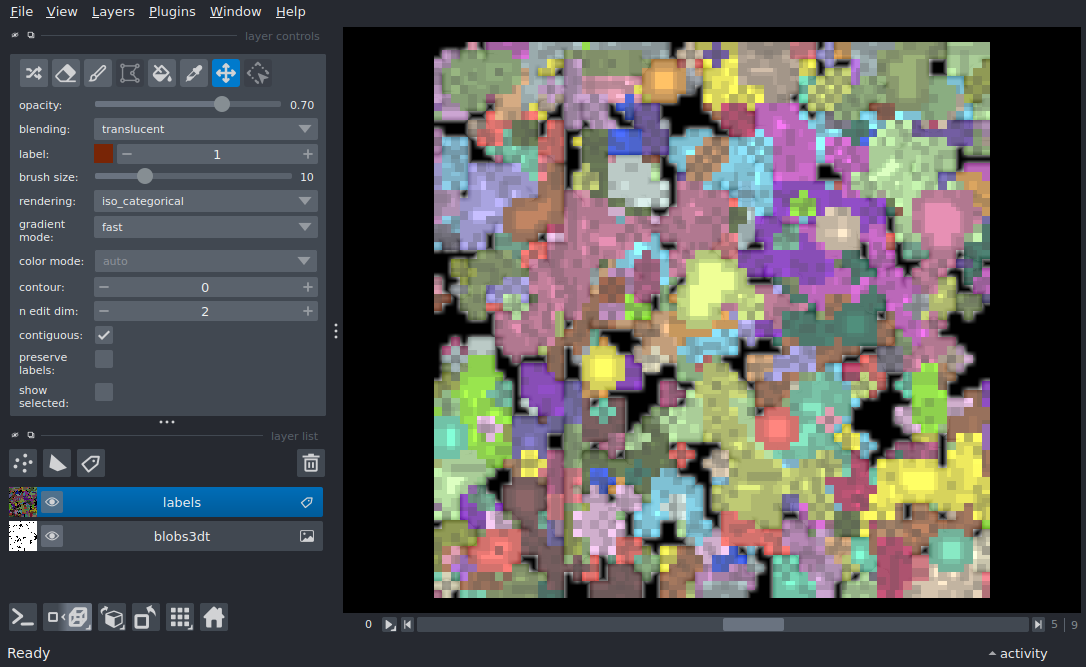 File View Layers Plugins Window Help
layer controls
opacity: 0.70
blending: translucent
label: 1
brush size: 10
rendering: iso_categorical
gradient mode: fast
color mode: auto
contour: 0
n edit dim: 2
contiguous:
preserve labels:
show selected:
layer list
labels
blobs3dt
0 5 | 9
Ready activity